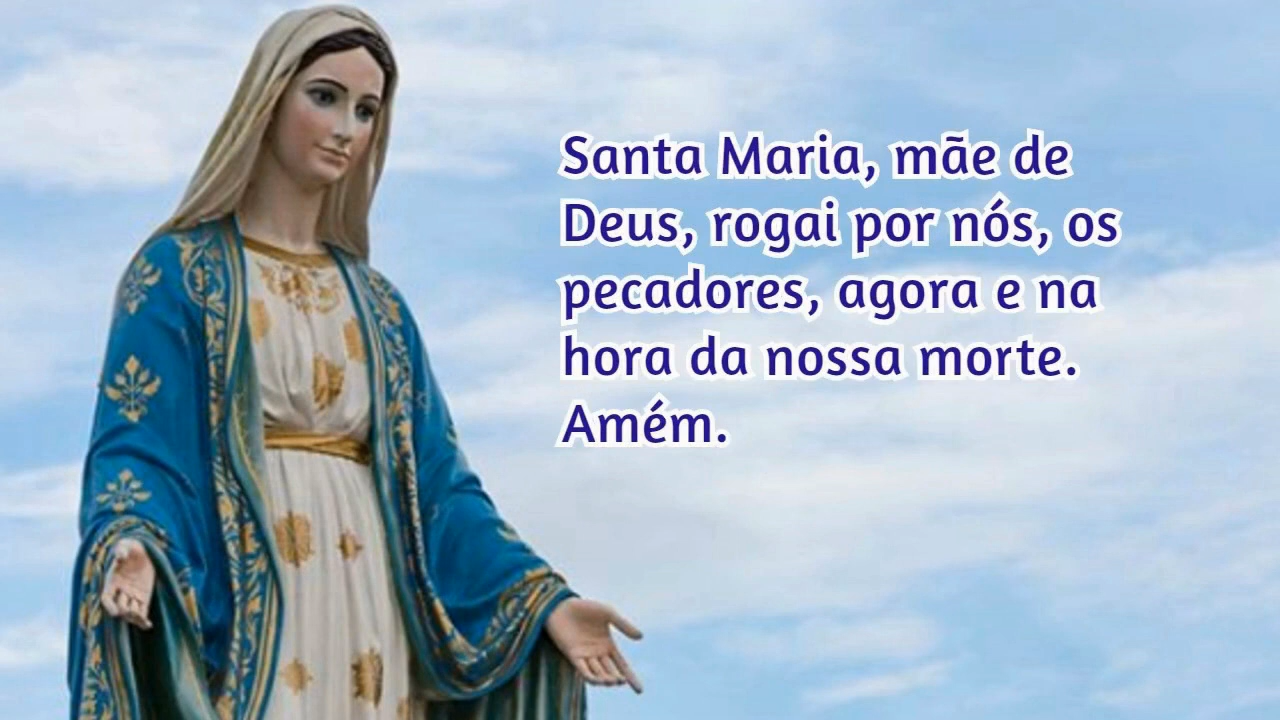 Santa Maria, mãe de
Deus, rogai por nós, os
pecadores, agora e na
hora da nossa morte.
Amém.